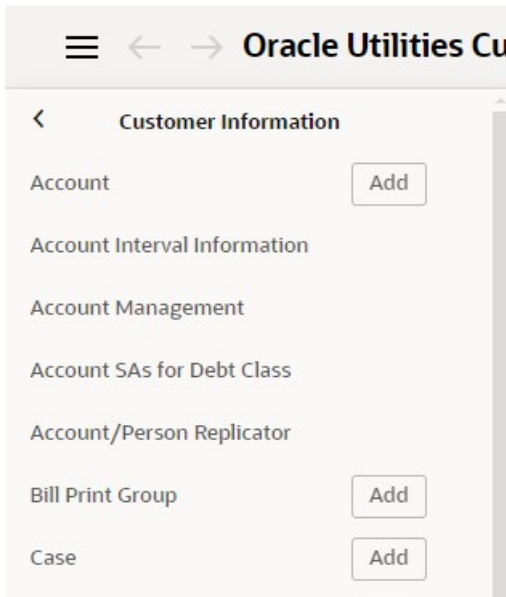 Oracle Utilities Cu
Customer Information
Account Add
Account Interval Information
Account Management
Account SAs for Debt Class
Account/Person Replicator
Bill Print Group Add
Case Add